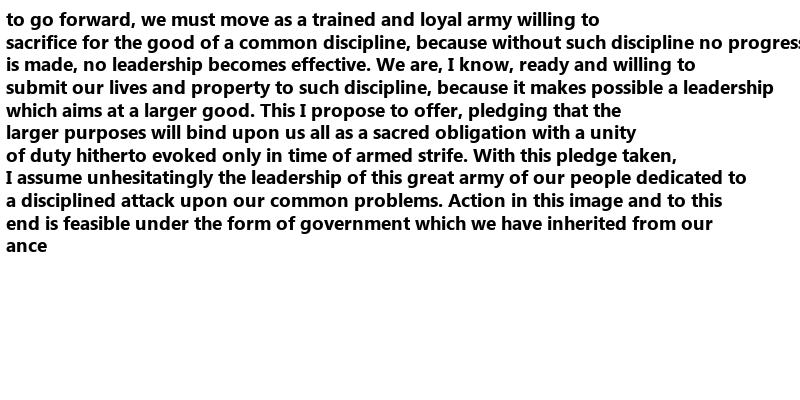 to go forward, we must move as a trained and loyal army willing to
sacrifice for the good of a common discipline, because without such discipline no progress
is made, no leadership becomes effective. We are, I know, ready and willing to
submit our lives and property to such discipline, because it makes possible a leadership
which aims at a larger good. This I propose to offer, pledging that the
larger purposes will bind upon us all as a sacred obligation with a unity
of duty hitherto evoked only in time of armed strife. With this pledge taken,
I assume unhesitatingly the leadership of this great army of our people dedicated to
a disciplined attack upon our common problems. Action in this image and to this
end is feasible under the form of government which we have inherited from our
ance